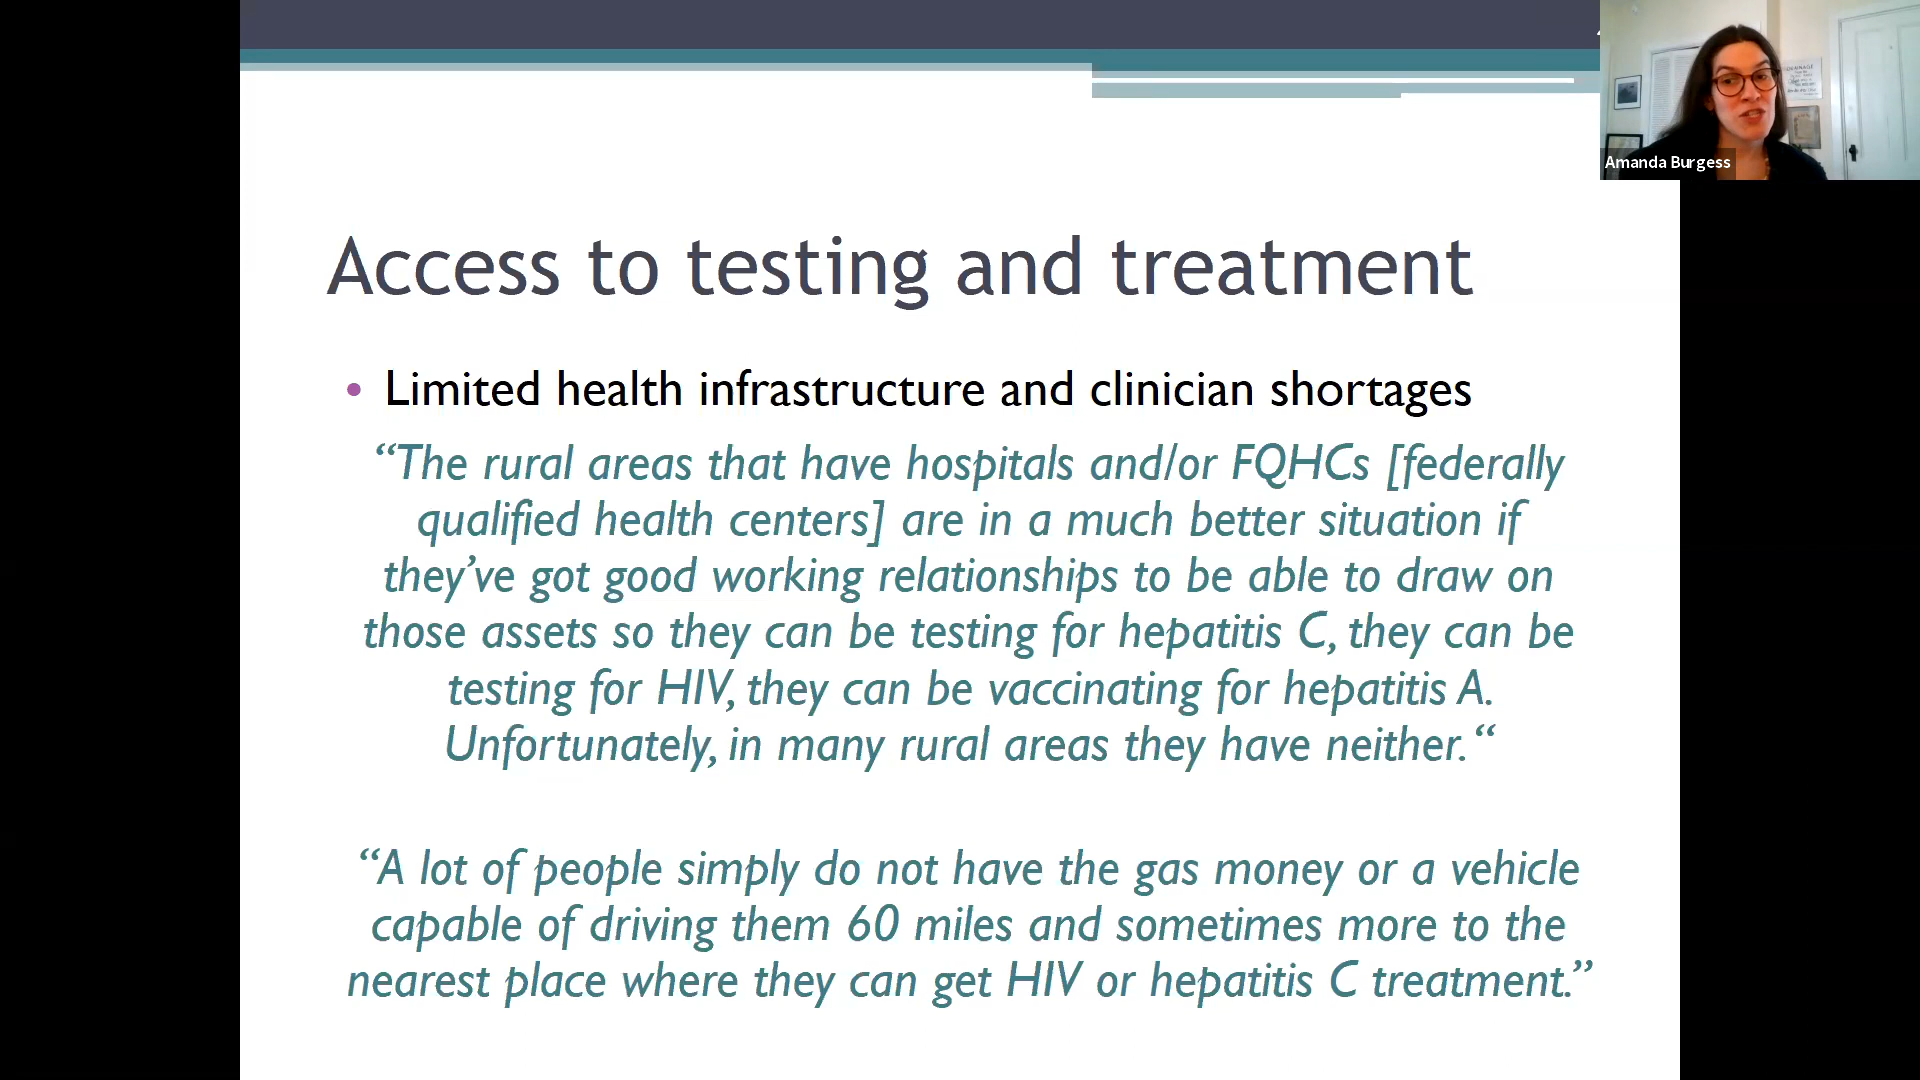 Amanda Burgess
Access to testing and treatment
• Limited health infrastructure and clinician shortages
“The rural areas that have hospitals and/or FQHCs [federally
qualified health centers] are in a much better situation if
they’ve got good working relationships to be able to draw on
those assets so they can be testing for hepatitis C, they can be
testing for HIV, they can be vaccinating for hepatitis A.
Unfortunately, in many rural areas they have neither.“
“A lot of people simply do not have the gas money or a vehicle
capable of driving them 60 miles and sometimes more to the
nearest place where they can get HIV or hepatitis C treatment.”